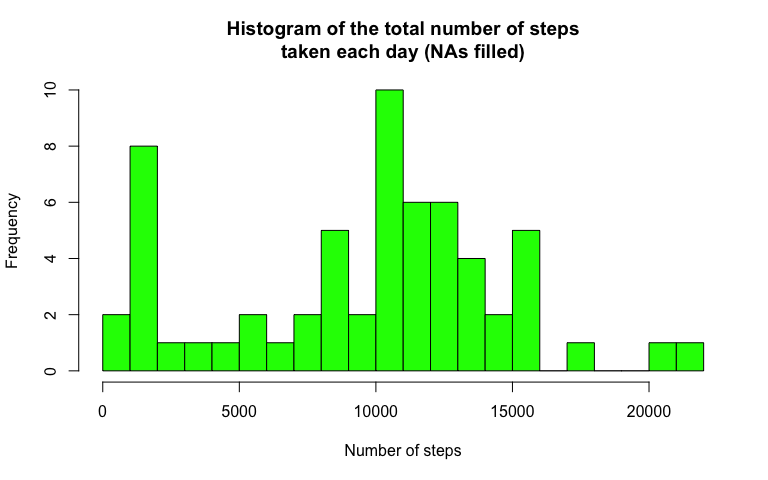 Histogram of the total number of steps
taken each day (NAs filled)
Frequency
10
8
6
4
2
0
0 5000 10000 15000 20000
Number of steps